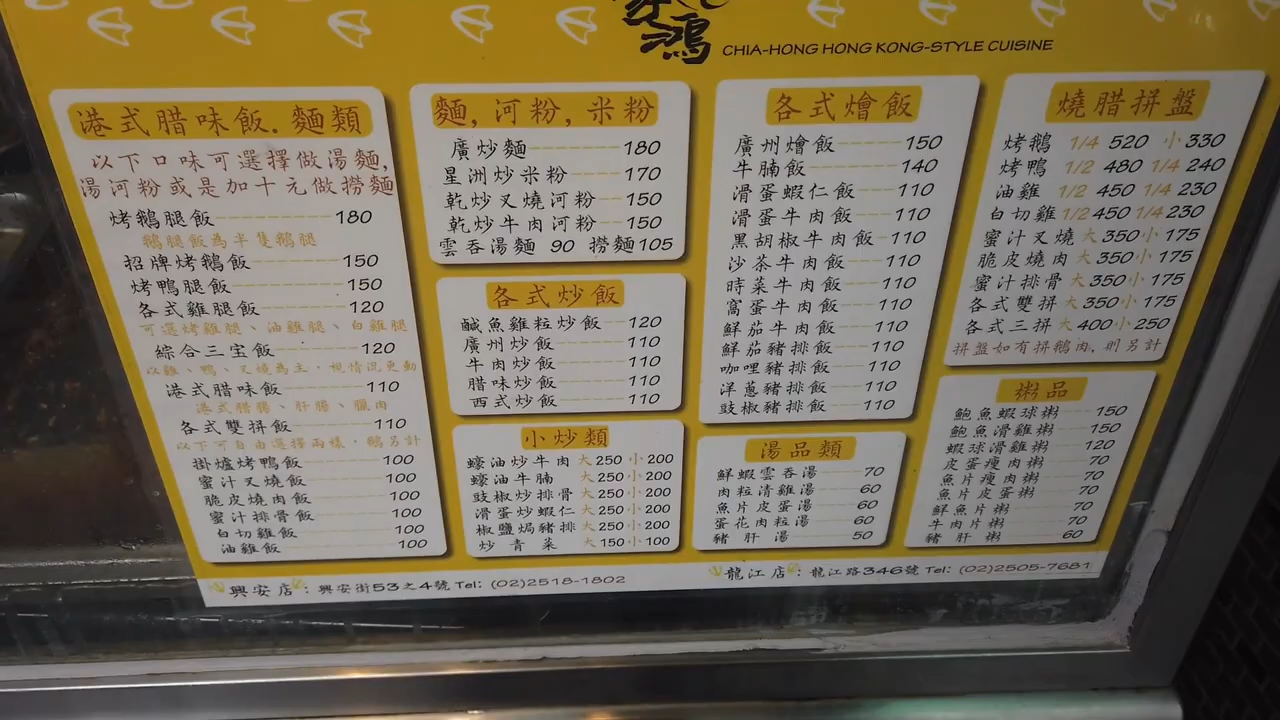 鴻 CHIA-HONG HONG KONG-STYLE CUISINE
港式腊味飯.麵類
以下口味可選擇做湯麵,
湯河粉或是加十元做撈麵
烤鵝腿飯 180
鵝腿飯為半隻鵝腿
招牌烤鵝飯 150
烤鴨腿飯 150
各式雞腿飯 120
可選烤雞腿、油雞腿、白雞腿
綜合三宝飯 120
以雞、鴨、叉燒為主,視情況更動
港式腊味飯 110
港式腊腸、肝腸、臘肉
各式雙拼飯 110
以下可自由選擇兩樣,鵝另計
掛爐烤鴨飯 100
蜜汁叉燒飯 100
脆皮燒肉飯 100
蜜汁排骨飯 100
白切雞飯 100
油雞飯 100
麵,河粉,米粉
廣炒麵 180
星洲炒米粉 170
乾炒叉燒河粉 150
乾炒牛肉河粉 150
雲吞湯麵 90 撈麵105
各式炒飯
鹹魚雞粒炒飯 120
廣州炒飯 110
牛肉炒飯 110
腊味炒飯 110
西式炒飯 110
小炒類
蠔油炒牛肉 大250 小200
蠔油牛腩 大250 小200
豉椒炒排骨 大250 小200
滑蛋炒蝦仁 大250 小200
椒鹽焗豬排 大250 小200
炒青菜 大150 小100
各式燴飯
廣州燴飯 150
牛腩飯 140
滑蛋蝦仁飯 110
滑蛋牛肉飯 110
黑胡椒牛肉飯 110
沙茶牛肉飯 110
時菜牛肉飯 110
窩蛋牛肉飯 110
鮮茄牛肉飯 110
鮮茄豬排飯 110
咖哩豬排飯 110
洋蔥豬排飯 110
豉椒豬排飯 110
湯品類
鮮蝦雲吞湯 70
肉粒清雞湯 60
魚片皮蛋湯 60
蛋花肉粒湯 60
豬肝湯 50
燒腊拼盤
烤鵝 1/4 520 小330
烤鴨 1/2 480 1/4 240
油雞 1/2 450 1/4 230
白切雞 1/2 450 1/4 230
蜜汁叉燒 大350 小175
脆皮燒肉 大350 小175
蜜汁排骨 大350 小175
各式雙拼 大350 小175
各式三拼 大400 小250
拼盤如有拼鵝肉,則另計
粥品
鮑魚蝦球粥 150
鮑魚滑雞粥 150
蝦球滑雞粥 120
皮蛋瘦肉粥 70
魚片瘦肉粥 70
魚片皮蛋粥 70
鮮魚片粥 70
牛肉片粥 70
豬肝粥 60
興安店:興安街53之4號 Tel: (02)2518-1802
龍江店:龍江路346號 Tel: (02)2505-7681